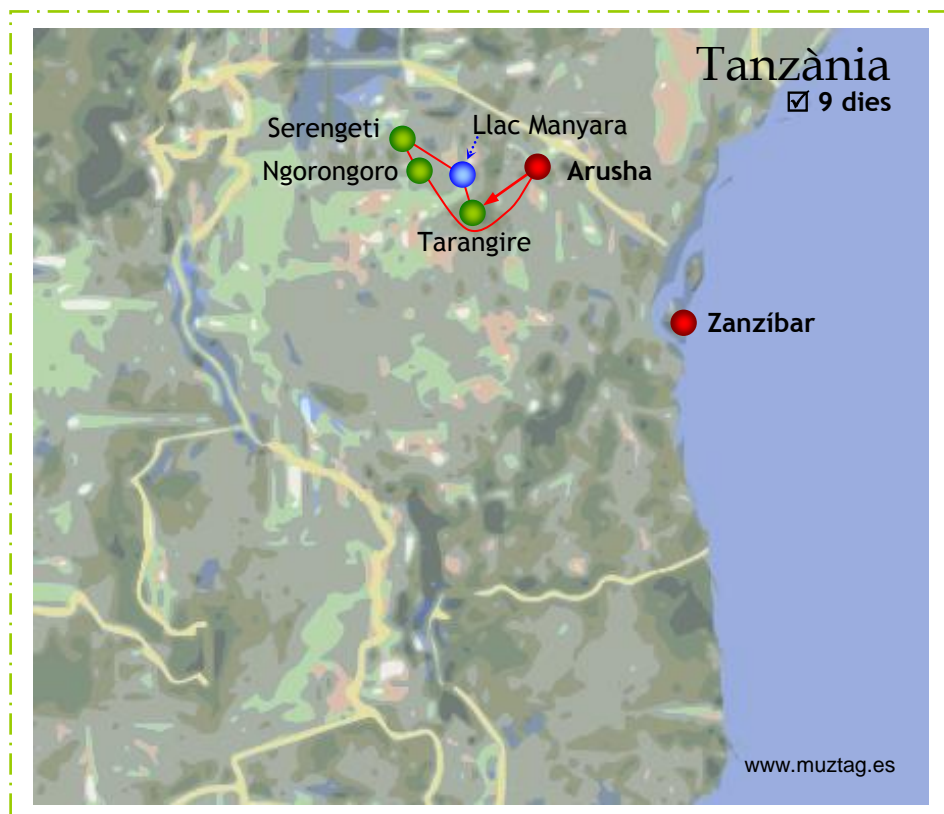 Tanzània
☑ 9 dies
Serengeti
Llac Manyara
Ngorongoro
Arusha
Tarangire
Zanzíbar
www.muztag.es